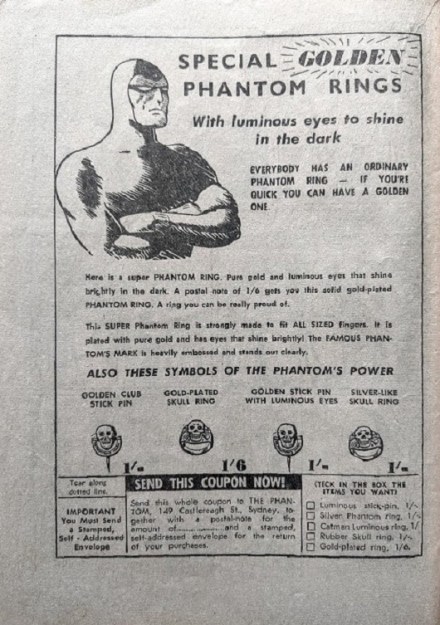 SPECIAL GOLDEN
PHANTOM RINGS
With luminous eyes to shine
in the dark
EVERYBODY HAS AN ORDINARY
PHANTOM RING — IF YOU'RE
QUICK YOU CAN HAVE A GOLDEN
ONE
Here is a super PHANTOM RING. Pure gold and luminous eyes that shine
brightly in the dark. A postal note of 1/6 gets you this solid gold-plated
PHANTOM RING. A ring you can be really proud of.
This SUPER Phantom Ring is strongly made to fit ALL SIZED fingers. It is
plated with pure gold and has eyes that shine brightly! The FAMOUS PHAN-
TOM'S MARK is heavily embossed and stands out clearly.
ALSO THESE SYMBOLS OF THE PHANTOM'S POWER
GOLDEN CLUB
STICK PIN
GOLD-PLATED
SKULL RING
GOLDEN STICK PIN
WITH LUMINOUS EYES
SILVER-LIKE
SKULL RING
1/-
1/6
1/-
1/-
Tear along
dotted line.
IMPORTANT
You Must Send
a Stamped,
Self-Addressed
Envelope
SEND THIS COUPON NOW!
Send this whole coupon to THE PHAN-
TOM, 149 Castlereagh St., Sydney, to-
gether with a postal-note for the
amount of and a stamped,
self-addressed envelope for the return
of your purchases.
(TICK IN THE BOX THE
ITEMS YOU WANT)
Luminous stick-pin, 1/-
Silver Phantom ring, 1/-
Catman Luminous ring, 1/
Rubber Skull ring, 1/
Gold-plated ring, 1/6.